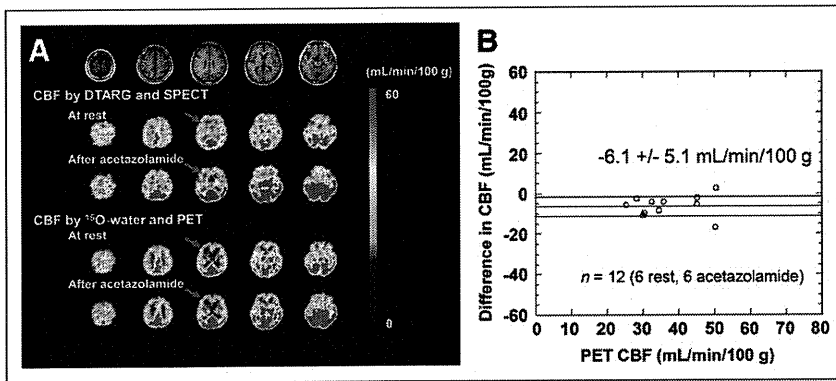 A
(mL/min/100 g)
60
CBF by DTARG and SPECT
At rest
After acetazolamide
CBF by ¹⁵O-water and PET
At rest
After acetazolamide
0
B
Difference in CBF (mL/min/100g)
60
40
20
0
-20
-40
-60
-6.1 +/- 5.1 mL/min/100 g
n = 12 (6 rest, 6 acetazolamide)
0 10 20 30 40 50 60 70 80
PET CBF (mL/min/100 g)